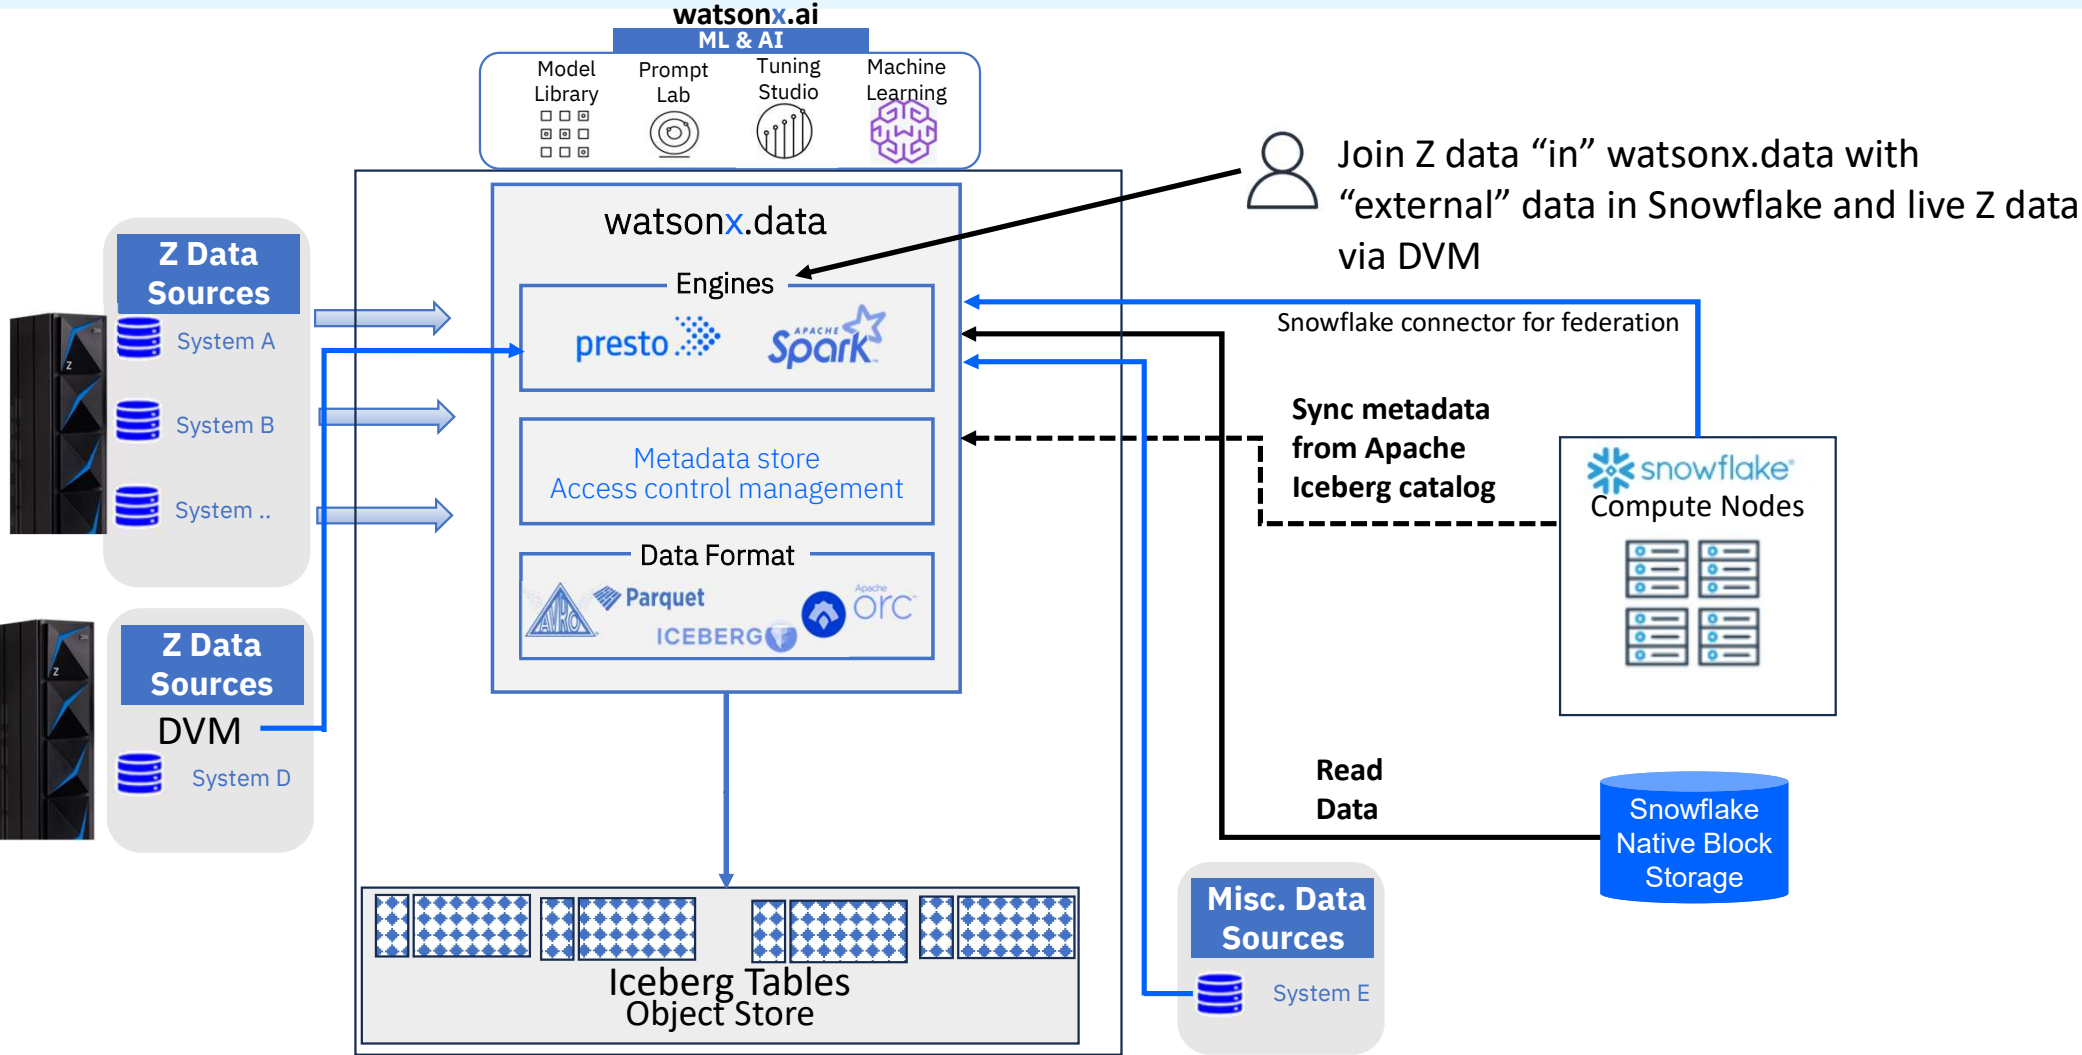 watsonx.ai
ML & AI
Model
Library
Prompt
Lab
Tuning
Studio
Machine
Learning
Join Z data “in” watsonx.data with
“external” data in Snowflake and live Z data
via DVM
watsonx.data
Engines
presto
APACHE
Spark
Metadata store
Access control management
Data Format
AVRO
Parquet
ICEBERG
Apache
orc
Z Data
Sources
System A
System B
System ..
Z
Z Data
Sources
DVM
System D
Z
Snowflake connector for federation
Sync metadata
from Apache
Iceberg catalog
snowflake
Compute Nodes
Read
Data
Snowflake
Native Block
Storage
Misc. Data
Sources
System E
Iceberg Tables
Object Store